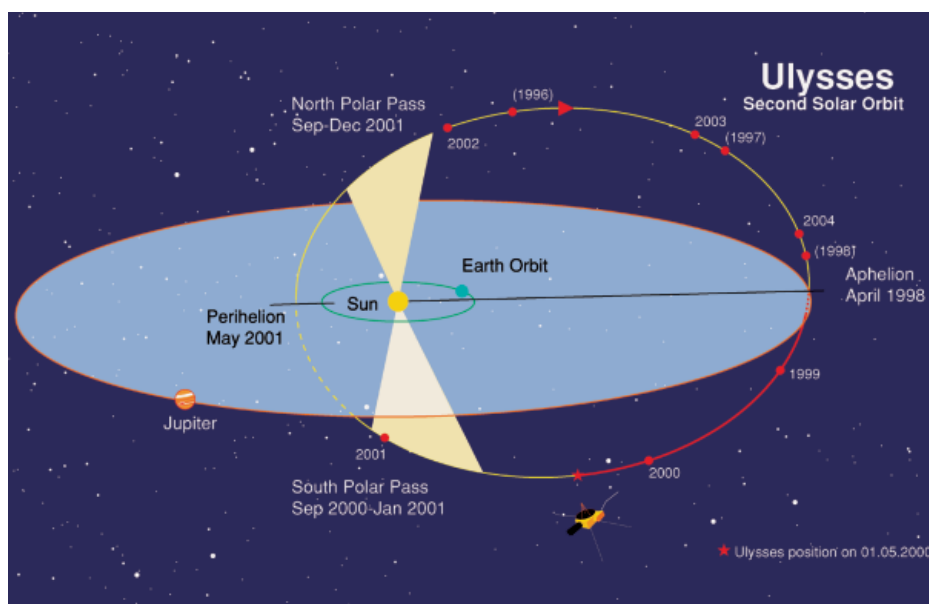 Ulysses
Second Solar Orbit
North Polar Pass
Sep-Dec 2001
(1996)
2002
2003
(1997)
2004
(1998)
Earth Orbit
Sun
Aphelion
April 1998
Perihelion
May 2001
1999
Jupiter
2001
2000
South Polar Pass
Sep 2000-Jan 2001
Ulysses position on 01.05.2000